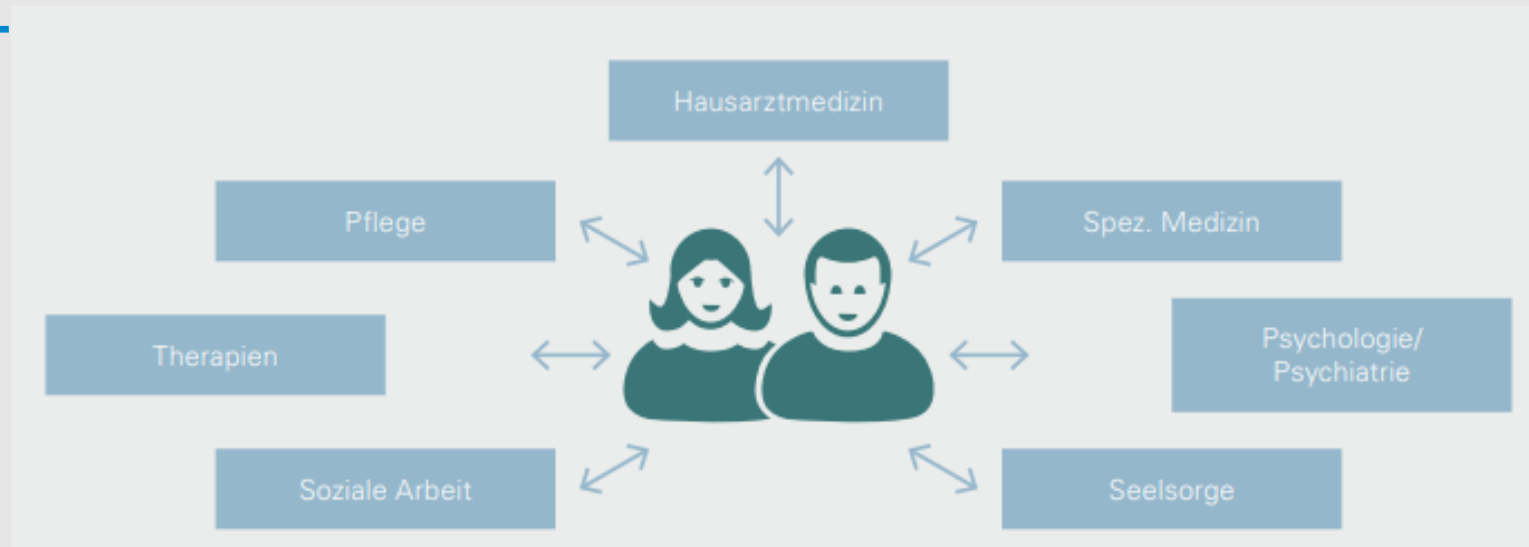 Hausarztmedizin
Pflege
Spez. Medizin
Therapien
Psychologie/
Psychiatrie
Soziale Arbeit
Seelsorge